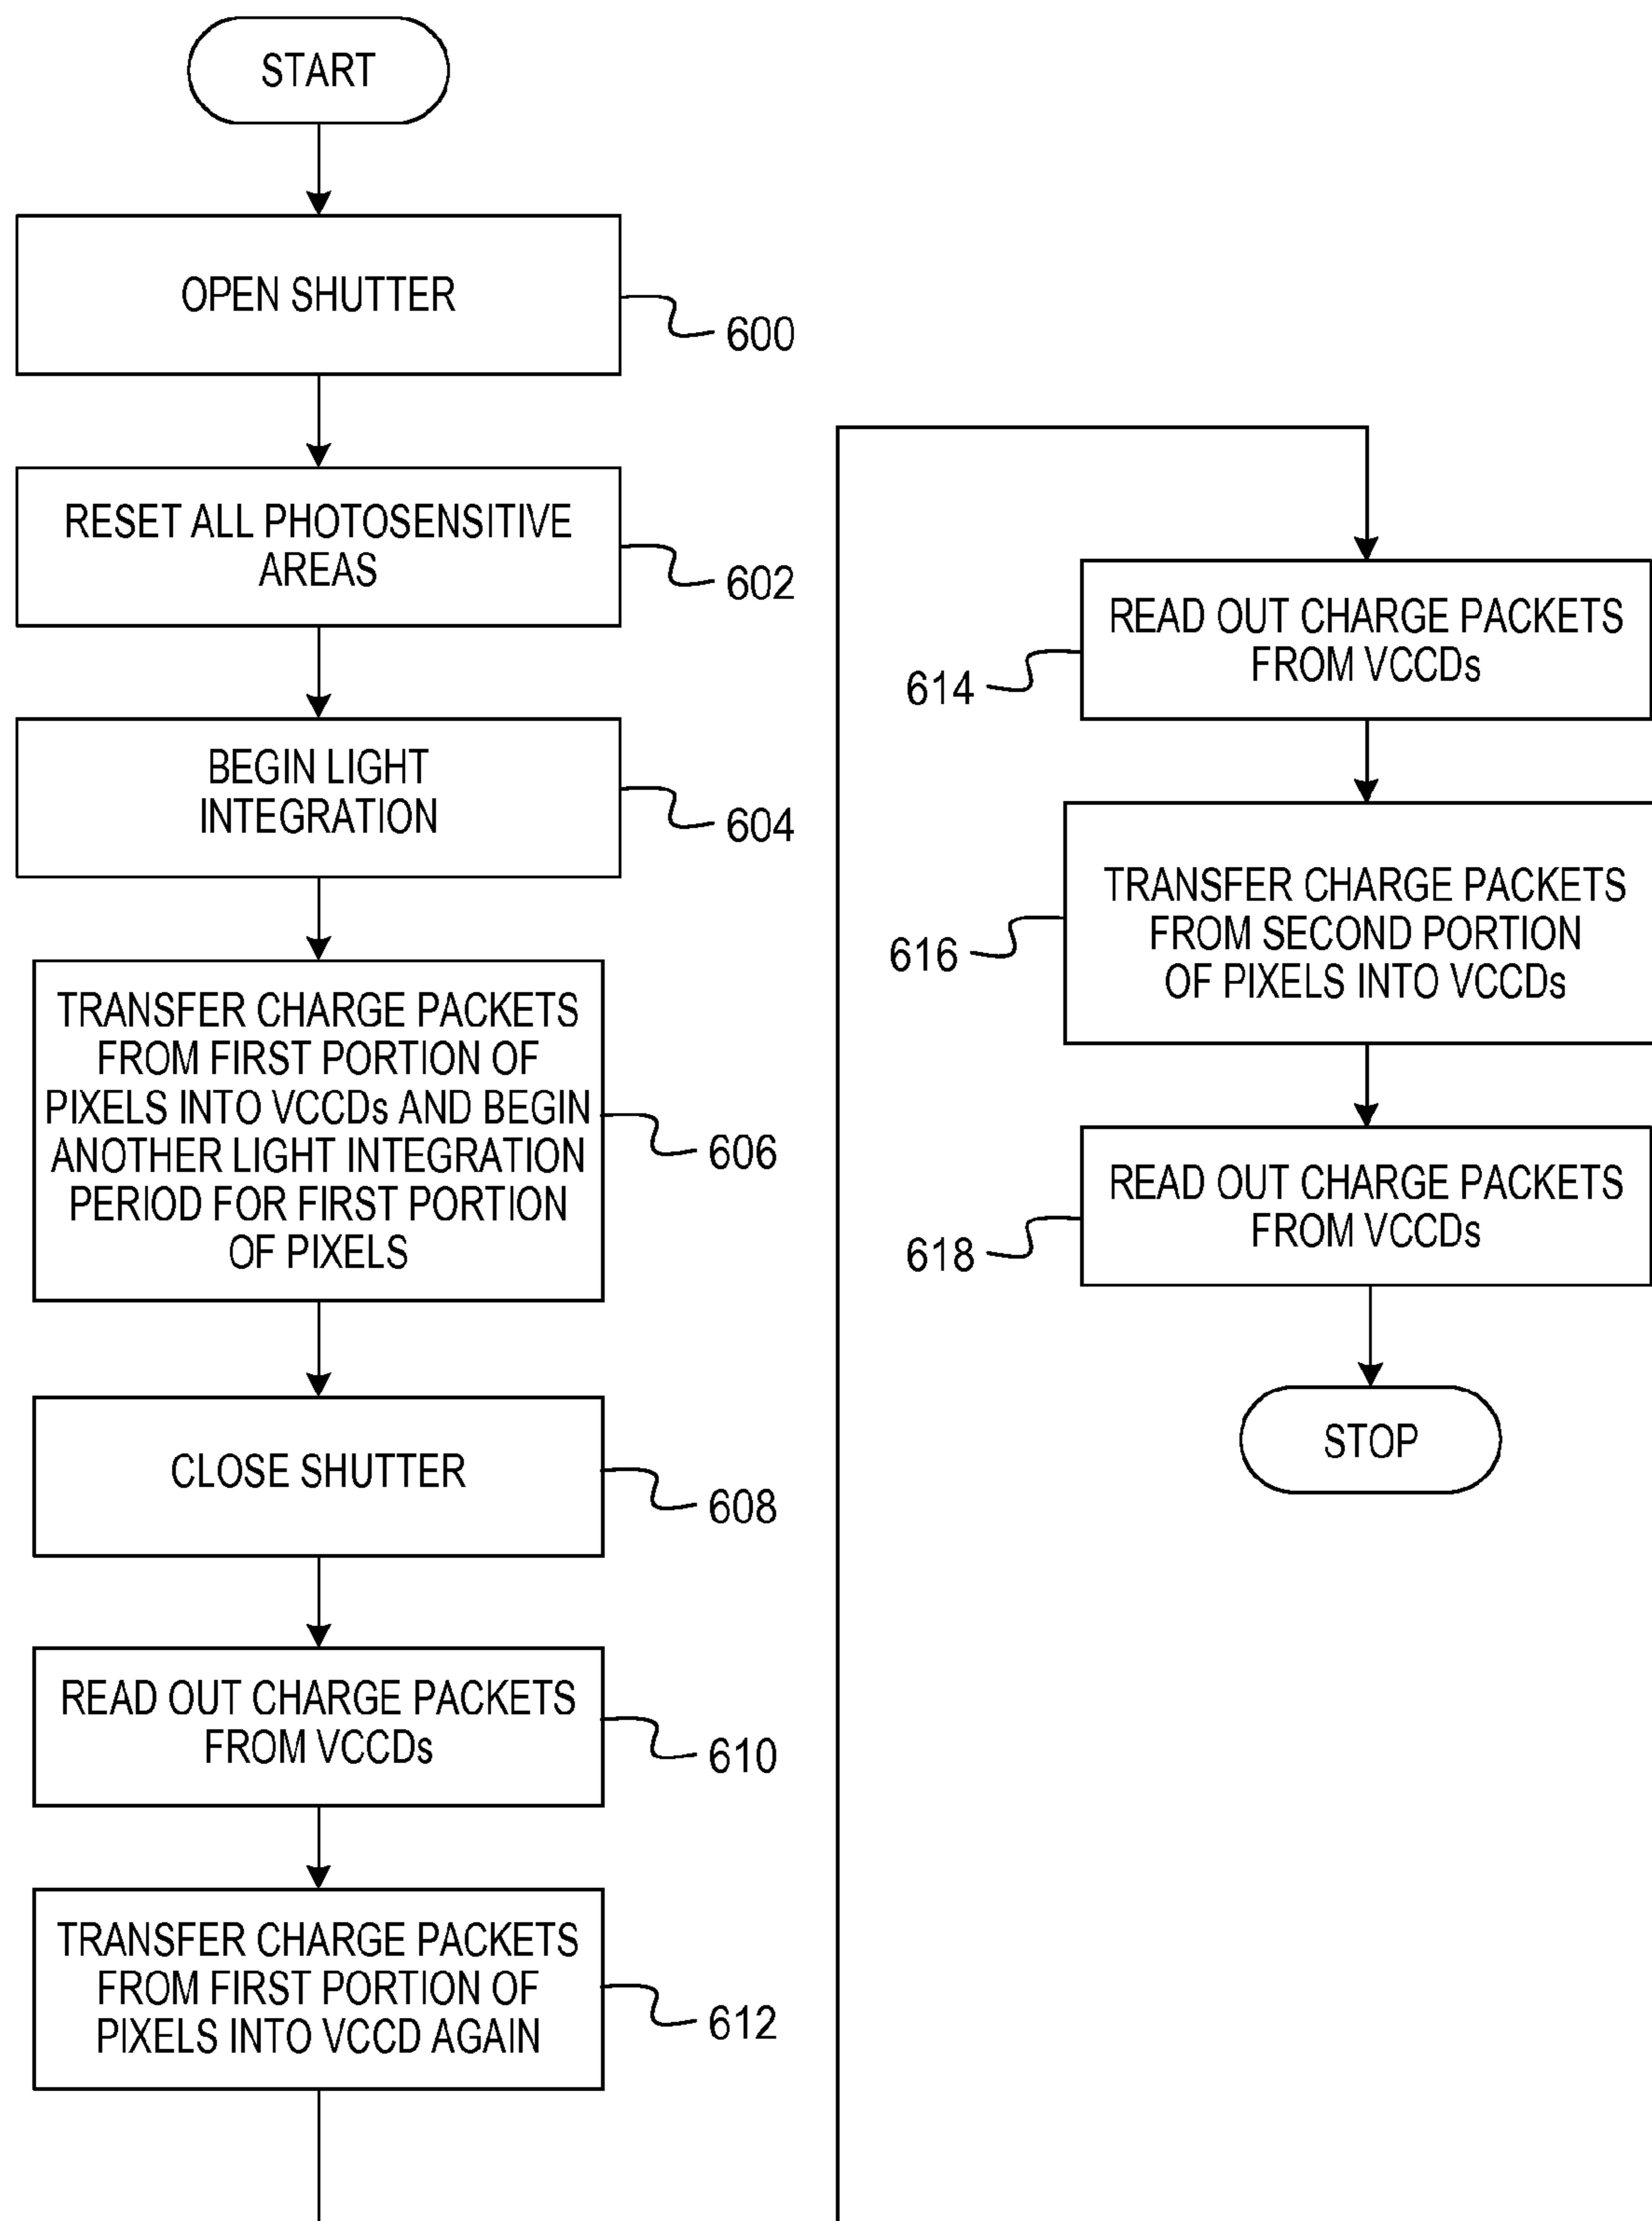 START
OPEN SHUTTER
600
RESET ALL PHOTOSENSITIVE
AREAS
602
BEGIN LIGHT
INTEGRATION
604
TRANSFER CHARGE PACKETS
FROM FIRST PORTION OF
PIXELS INTO VCCDs AND BEGIN
ANOTHER LIGHT INTEGRATION
PERIOD FOR FIRST PORTION
OF PIXELS
606
CLOSE SHUTTER
608
READ OUT CHARGE PACKETS
FROM VCCDs
610
TRANSFER CHARGE PACKETS
FROM FIRST PORTION OF
PIXELS INTO VCCD AGAIN
612
READ OUT CHARGE PACKETS
FROM VCCDs
614
TRANSFER CHARGE PACKETS
FROM SECOND PORTION
OF PIXELS INTO VCCDs
616
READ OUT CHARGE PACKETS
FROM VCCDs
618
STOP